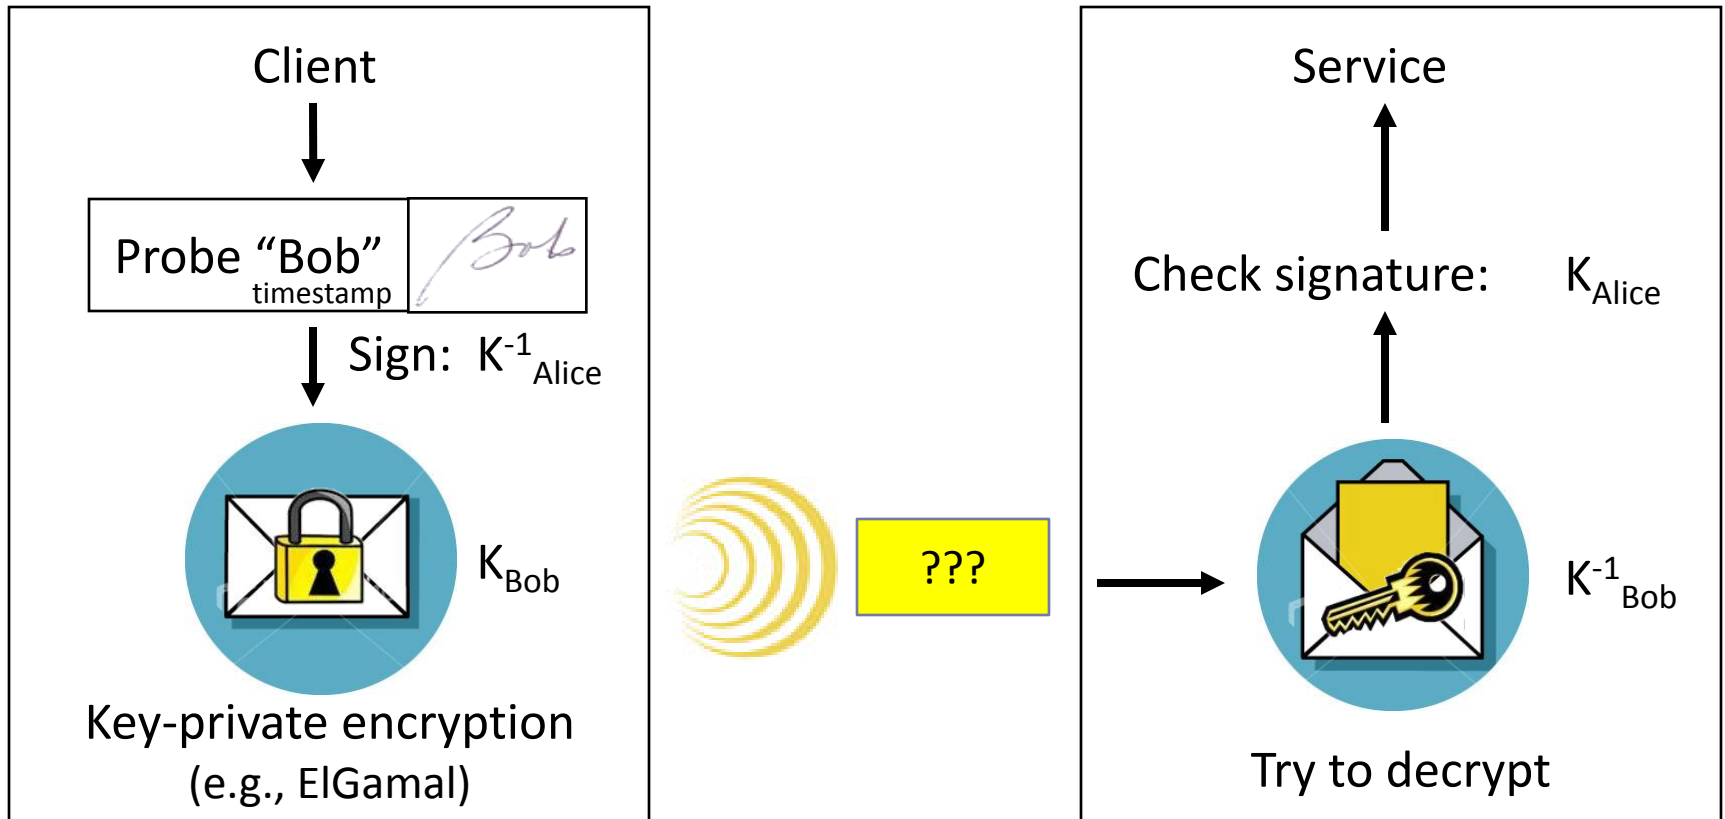 Client
Probe “Bob”
timestamp
Bob
Sign: K-1Alice
KBob
Key-private encryption
(e.g., ElGamal)
???
Service
Check signature: KAlice
K-1Bob
Try to decrypt